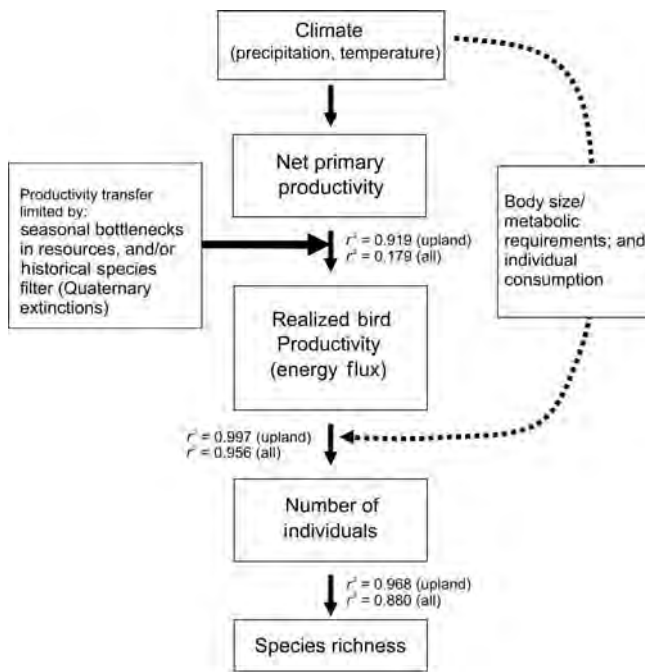 Climate
(precipitation, temperature)
Net primary
productivity
Productivity transfer
limited by:
seasonal bottlenecks
in resources, and/or
historical species
filter (Quaternary
extinctions)
Body size/
metabolic
requirements; and
individual
consumption
r² = 0.919 (upland)
r² = 0.179 (all)
Realized bird
Productivity
(energy flux)
r² = 0.997 (upland)
r² = 0.956 (all)
Number of
individuals
r² = 0.968 (upland)
r² = 0.880 (all)
Species richness